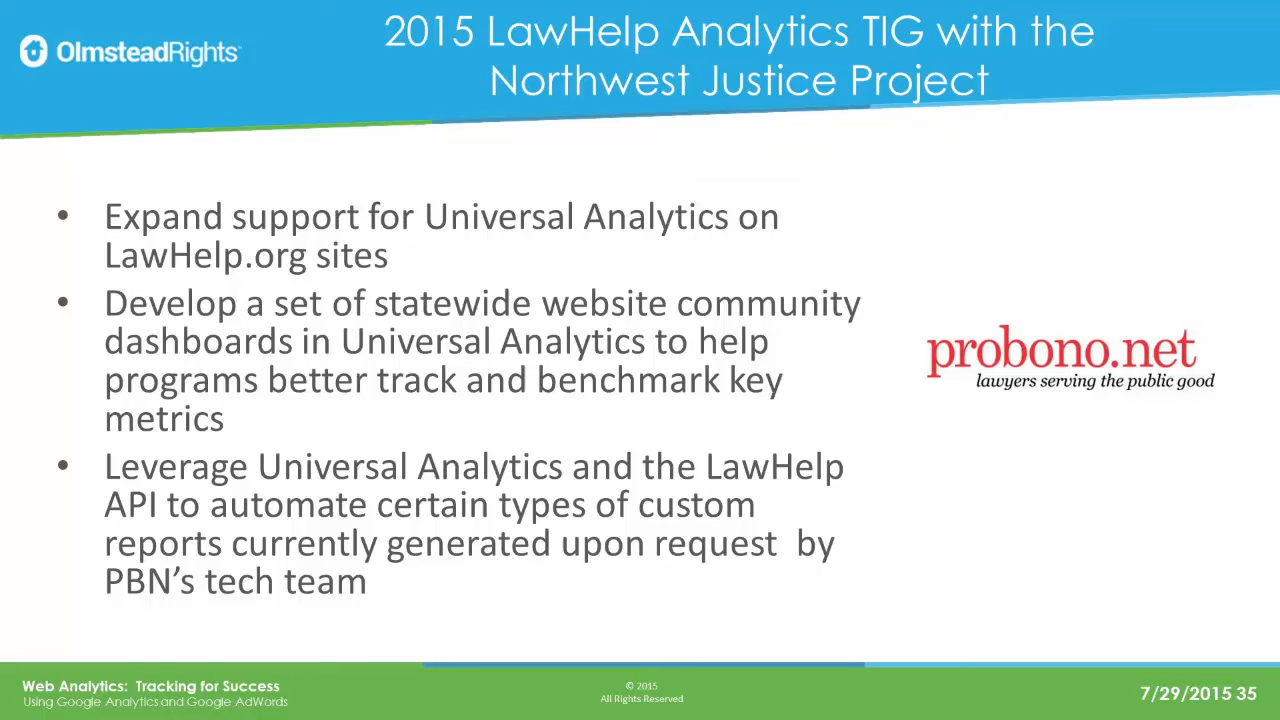 OlmsteadRights
2015 LawHelp Analytics TIG with the
Northwest Justice Project
• Expand support for Universal Analytics on
LawHelp.org sites
• Develop a set of statewide website community
dashboards in Universal Analytics to help
programs better track and benchmark key
metrics
• Leverage Universal Analytics and the LawHelp
API to automate certain types of custom
reports currently generated upon request  by
PBN’s tech team
probono.net
lawyers serving the public good
Web Analytics:  Tracking for Success
Using Google Analytics and Google AdWords
© 2015
All Rights Reserved
7/29/2015 35